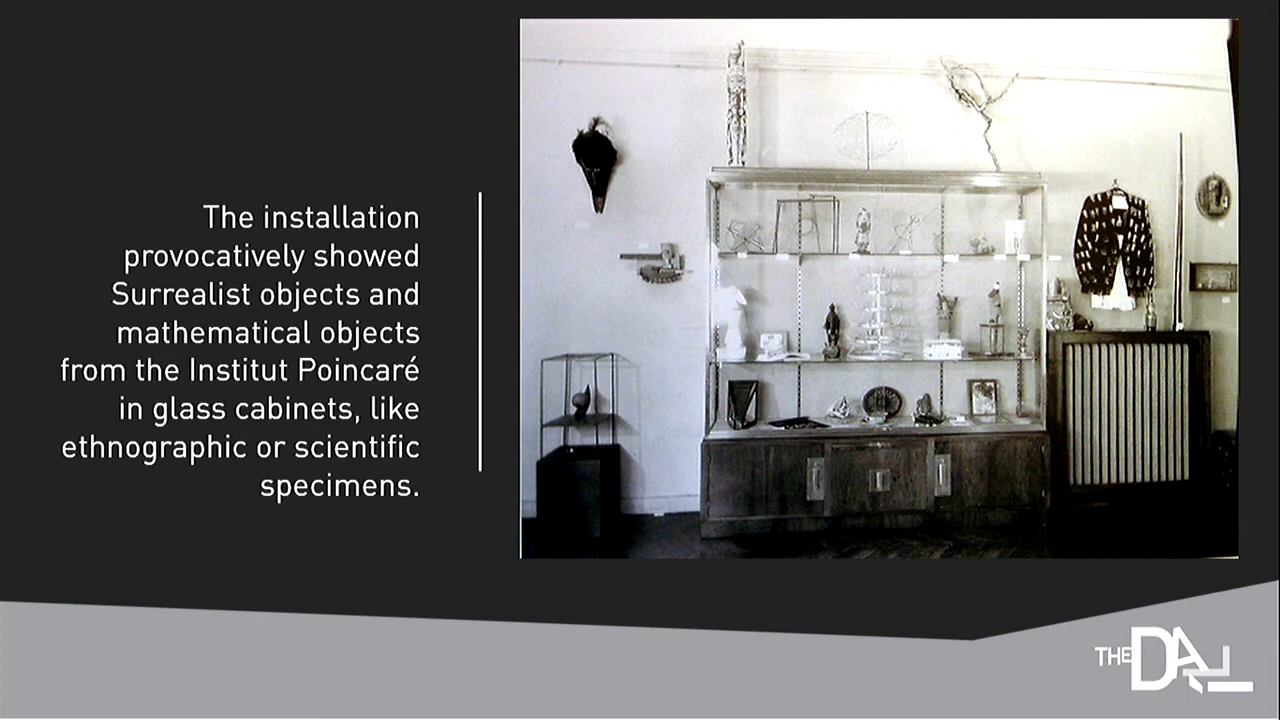 The installation
provocatively showed
Surrealist objects and
mathematical objects
from the Institut Poincaré
in glass cabinets, like
ethnographic or scientific
specimens.
THE DALÍ